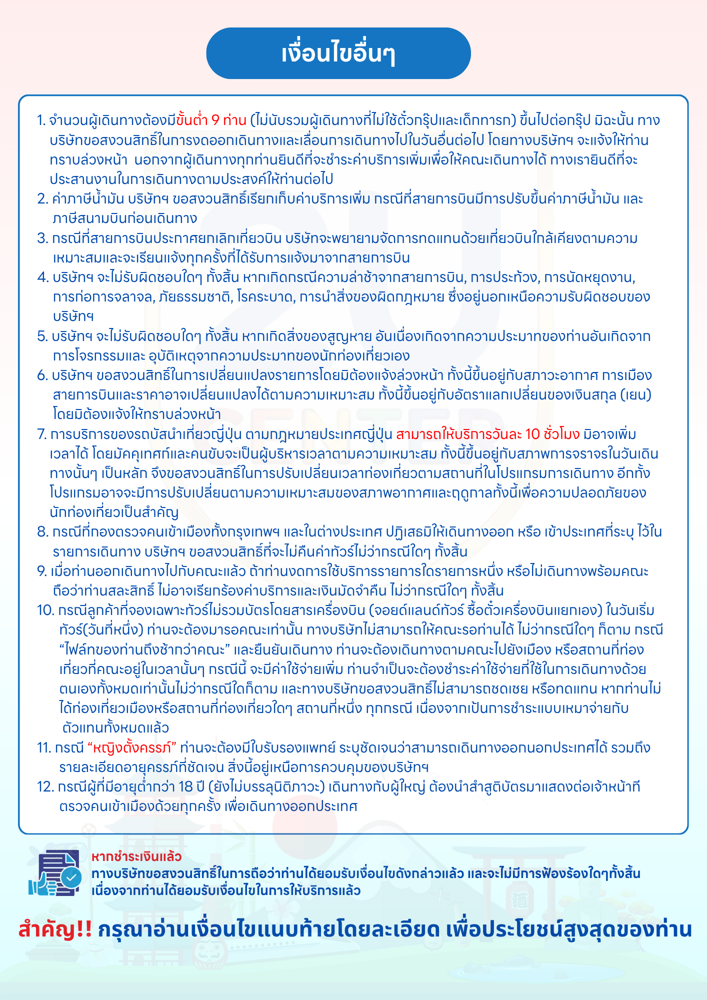 เงื่อนไขอื่นๆ
1. จำนวนผู้เดินทางต้องมีขั้นต่ำ 9 ท่าน (ไม่นับรวมผู้เดินทางที่ไม่ใช้ตั๋วกรุ๊ปและเด็กทารก) ขึ้นไปต่อกรุ๊ป มิฉะนั้น ทาง
บริษัทขอสงวนสิทธิ์ในการงดออกเดินทางและเลื่อนการเดินทางไปในวันอื่นต่อไป โดยทางบริษัทฯ จะแจ้งให้ท่าน
ทราบล่วงหน้า นอกจากผู้เดินทางทุกท่านยินดีที่จะชำระค่าบริการเพิ่มเพื่อให้คณะเดินทางได้ ทางเรายินดีที่จะ
ประสานงานในการเดินทางตามประสงค์ให้ท่านต่อไป
2. ค่าภาษีน้ำมัน บริษัทฯ ขอสงวนสิทธิ์เรียกเก็บค่าบริการเพิ่ม กรณีที่สายการบินมีการปรับขึ้นค่าภาษีน้ำมัน และ
ภาษีสนามบินก่อนเดินทาง
3. กรณีที่สายการบินประกาศยกเลิกเที่ยวบิน บริษัทจะพยายามจัดการทดแทนด้วยเที่ยวบินใกล้เคียงตามความ
เหมาะสมและจะเรียนแจ้งทุกครั้งที่ได้รับการแจ้งมาจากสายการบิน
4. บริษัทฯ จะไม่รับผิดชอบใดๆ ทั้งสิ้น หากเกิดกรณีความล่าช้าจากสายการบิน, การประท้วง, การนัดหยุดงาน,
การก่อการจลาจล, ภัยธรรมชาติ, โรคระบาด, การนำสิ่งของผิดกฎหมาย ซึ่งอยู่นอกเหนือความรับผิดชอบของ
บริษัทฯ
5. บริษัทฯ จะไม่รับผิดชอบใดๆ ทั้งสิ้น หากเกิดสิ่งของสูญหาย อันเนื่องเกิดจากความประมาทของท่านอันเกิดจาก
การโจรกรรมและ อุบัติเหตุจากความประมาทของนักท่องเที่ยวเอง
6. บริษัทฯ ขอสงวนสิทธิ์ในการเปลี่ยนแปลงรายการโดยมิต้องแจ้งล่วงหน้า ทั้งนี้ขึ้นอยู่กับสภาวะอากาศ การเมือง
สายการบินและราคาอาจเปลี่ยนแปลงได้ตามความเหมาะสม ทั้งนี้ขึ้นอยู่กับอัตราแลกเปลี่ยนของเงินสกุล (เยน)
โดยมิต้องแจ้งให้ทราบล่วงหน้า
7. การบริการของรถบัสนำเที่ยวญี่ปุ่น ตามกฎหมายประเทศญี่ปุ่น สามารถให้บริการวันละ 10 ชั่วโมง มิอาจเพิ่ม
เวลาได้ โดยมัคคุเทศก์และคนขับจะเป็นผู้บริหารเวลาตามความเหมาะสม ทั้งนี้ขึ้นอยู่กับสภาพการจราจรในวันเดิน
ทางนั้นๆ เป็นหลัก จึงขอสงวนสิทธิ์ในการปรับเปลี่ยนเวลาท่องเที่ยวตามสถานที่ในโปรแกรมการเดินทาง อีกทั้ง
โปรแกรมอาจจะมีการปรับเปลี่ยนตามความเหมาะสมของสภาพอากาศและฤดูกาลทั้งนี้เพื่อความปลอดภัยของ
นักท่องเที่ยวเป็นสำคัญ
8. กรณีที่กองตรวจคนเข้าเมืองทั้งกรุงเทพฯ และในต่างประเทศ ปฏิเสธมิให้เดินทางออก หรือ เข้าประเทศที่ระบุ ไว้ใน
รายการเดินทาง บริษัทฯ ขอสงวนสิทธิ์ที่จะไม่คืนค่าทัวร์ไม่ว่ากรณีใดๆ ทั้งสิ้น
9. เมื่อท่านออกเดินทางไปกับคณะแล้ว ถ้าท่านงดการใช้บริการรายการใดรายการหนึ่ง หรือไม่เดินทางพร้อมคณะ
ถือว่าท่านสละสิทธิ์ ไม่อาจเรียกร้องค่าบริการและเงินมัดจำคืน ไม่ว่ากรณีใดๆ ทั้งสิ้น
10. กรณีลูกค้าที่จองเฉพาะทัวร์ไม่รวมบัตรโดยสารเครื่องบิน (จอยด์แลนด์ทัวร์ ซื้อตั๋วเครื่องบินแยกเอง) ในวันเริ่ม
ทัวร์(วันที่หนึ่ง) ท่านจะต้องมารอคณะเท่านั้น ทางบริษัทไม่สามารถให้คณะรอท่านได้ ไม่ว่ากรณีใดๆ ก็ตาม กรณี
“ไฟล์ทของท่านถึงช้ากว่าคณะ” และยืนยันเดินทาง ท่านจะต้องเดินทางตามคณะไปยังเมือง หรือสถานที่ท่อง
เที่ยวที่คณะอยู่ในเวลานั้นๆ กรณีนี้ จะมีค่าใช้จ่ายเพิ่ม ท่านจำเป็นจะต้องชำระค่าใช้จ่ายที่ใช้ในการเดินทางด้วย
ตนเองทั้งหมดเท่านั้นไม่ว่ากรณีใดก็ตาม และทางบริษัทขอสงวนสิทธิ์ไม่สามารถชดเชย หรือทดแทน หากท่านไม่
ได้ท่องเที่ยวเมืองหรือสถานที่ท่องเที่ยวใดๆ สถานที่หนึ่ง ทุกกรณี เนื่องจากเป้นการชำระแบบเหมาจ่ายกับ
ตัวแทนทั้งหมดแล้ว
11. กรณี “หญิงตั้งครรภ์” ท่านจะต้องมีใบรับรองแพทย์ ระบุชัดเจนว่าสามารถเดินทางออกนอกประเทศได้ รวมถึง
รายละเอียดอายุครรภ์ที่ชัดเจน สิ่งนี้อยู่เหนือการควบคุมของบริษัทฯ
12. กรณีผู้ที่มีอายุต่ำกว่า 18 ปี (ยังไม่บรรลุนิติภาวะ) เดินทางกับผู้ใหญ่ ต้องนำสำสูติบัตรมาแสดงต่อเจ้าหน้าที
ตรวจคนเข้าเมืองด้วยทุกครั้ง เพื่อเดินทางออกประเทศ
2U
CENTER
หากชำระเงินแล้ว
ทางบริษัทขอสงวนสิทธิ์ในการถือว่าท่านได้ยอมรับเงื่อนไขดังกล่าวแล้ว และจะไม่มีการฟ้องร้องใดๆทั้งสิ้น
เนื่องจากท่านได้ยอมรับเงื่อนไขในการให้บริการแล้ว
酒
สำคัญ!! กรุณาอ่านเงื่อนไขแนบท้ายโดยละเอียด เพื่อประโยชน์สูงสุดของท่าน